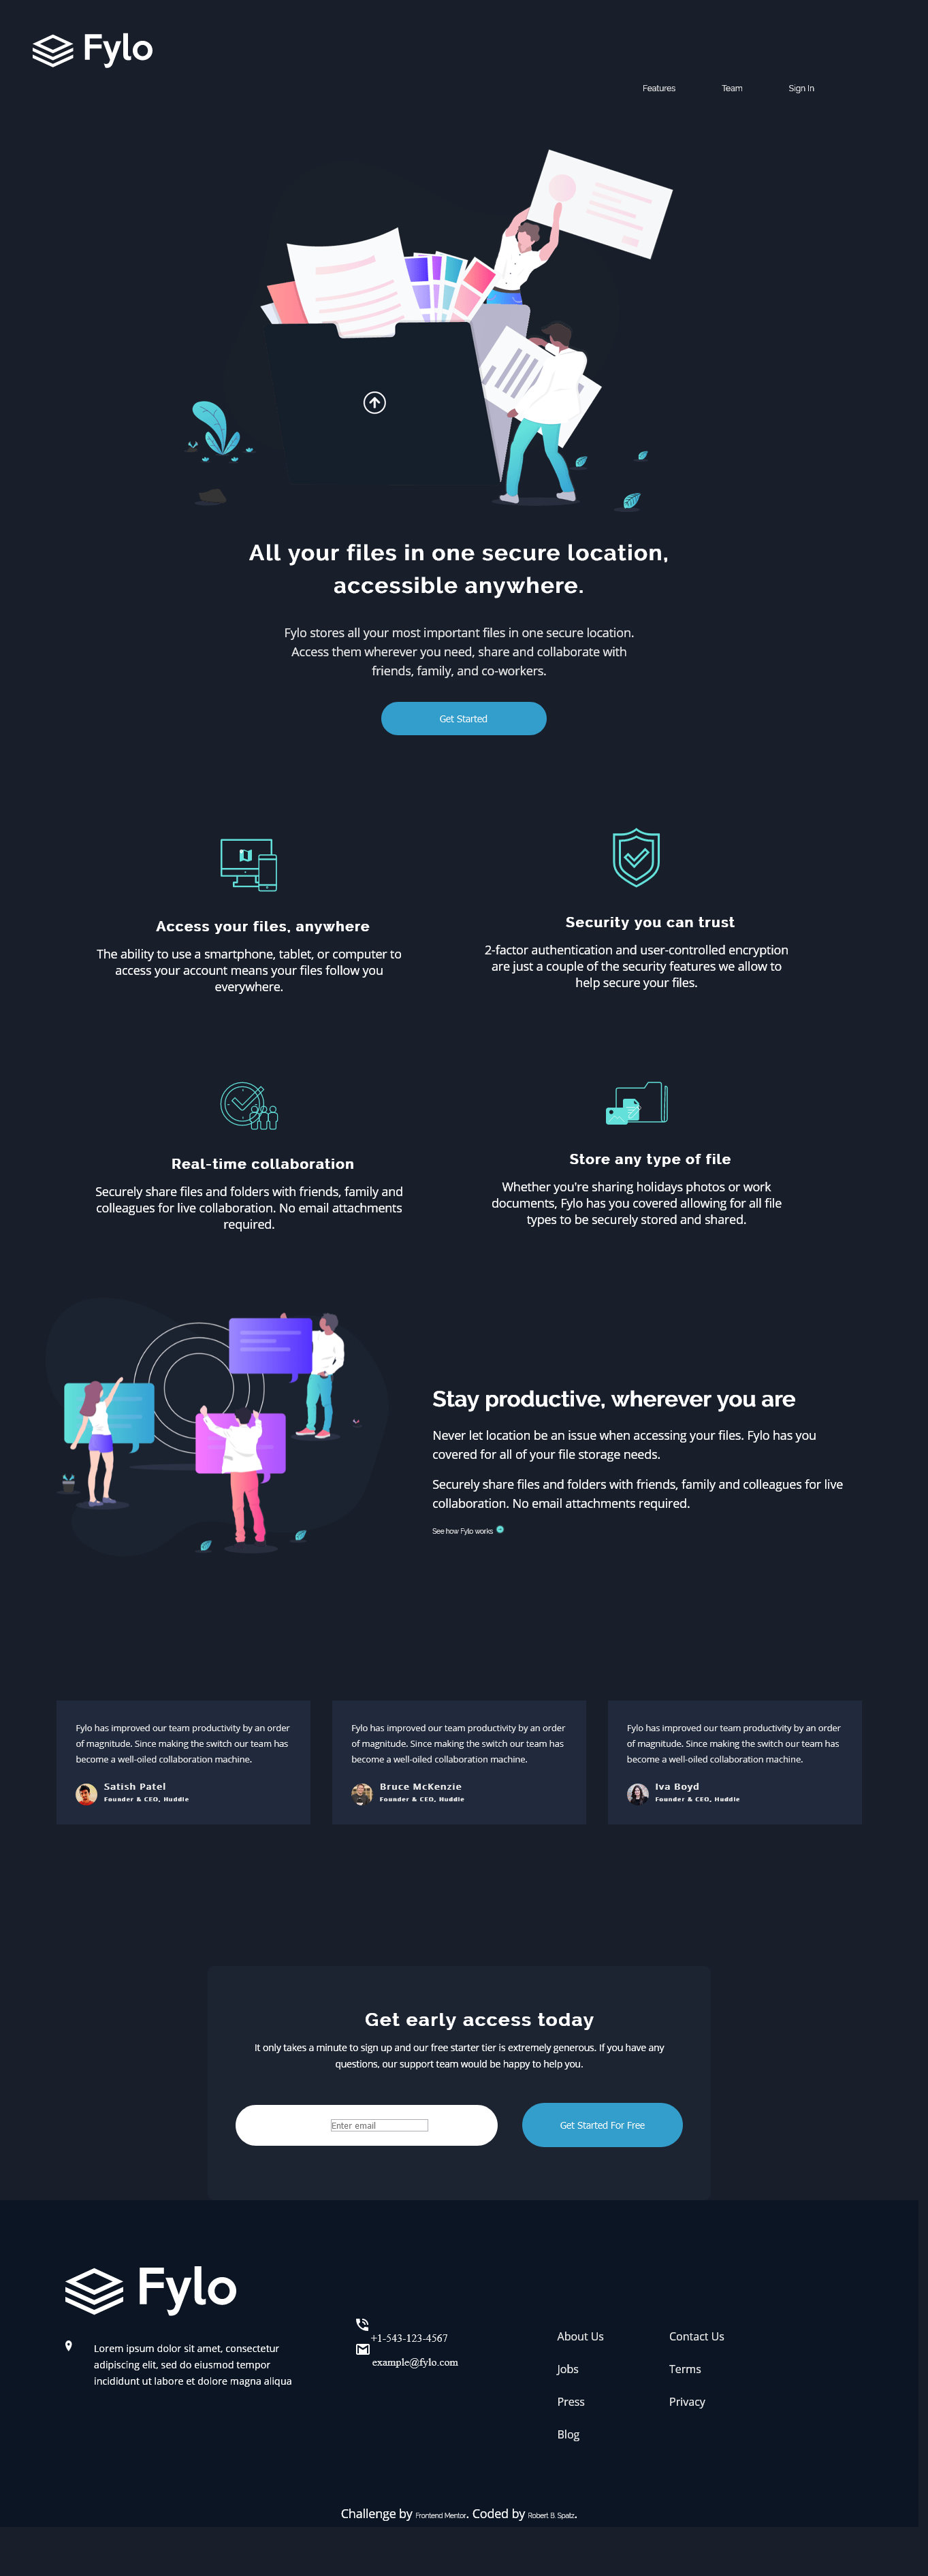 Fylo
Features Team Sign In
All your files in one secure location,
accessible anywhere.
Fylo stores all your most important files in one secure location.
Access them wherever you need, share and collaborate with
friends, family, and co-workers.
Get Started
Access your files, anywhere
The ability to use a smartphone, tablet, or computer to
access your account means your files follow you
everywhere.
Security you can trust
2-factor authentication and user-controlled encryption
are just a couple of the security features we allow to
help secure your files.
Real-time collaboration
Securely share files and folders with friends, family and
colleagues for live collaboration. No email attachments
required.
Store any type of file
Whether you're sharing holidays photos or work
documents, Fylo has you covered allowing for all file
types to be securely stored and shared.
Stay productive, wherever you are
Never let location be an issue when accessing your files. Fylo has you
covered for all of your file storage needs.
Securely share files and folders with friends, family and colleagues for live
collaboration. No email attachments required.
See how Fylo works
Fylo has improved our team productivity by an order
of magnitude. Since making the switch our team has
become a well-oiled collaboration machine.
Satish Patel
Founder & CEO, Huddle
Fylo has improved our team productivity by an order
of magnitude. Since making the switch our team has
become a well-oiled collaboration machine.
Bruce McKenzie
Founder & CEO, Huddle
Fylo has improved our team productivity by an order
of magnitude. Since making the switch our team has
become a well-oiled collaboration machine.
Iva Boyd
Founder & CEO, Huddle
Get early access today
It only takes a minute to sign up and our free starter tier is extremely generous. If you have any
questions, our support team would be happy to help you.
Enter email
Get Started For Free
Fylo
Lorem ipsum dolor sit amet, consectetur
adipiscing elit, sed do eiusmod tempor
incididunt ut labore et dolore magna aliqua
+1-543-123-4567
example@fylo.com
About Us
Jobs
Press
Blog
Contact Us
Terms
Privacy
Challenge by Frontend Mentor. Coded by Robert B. Spatz.